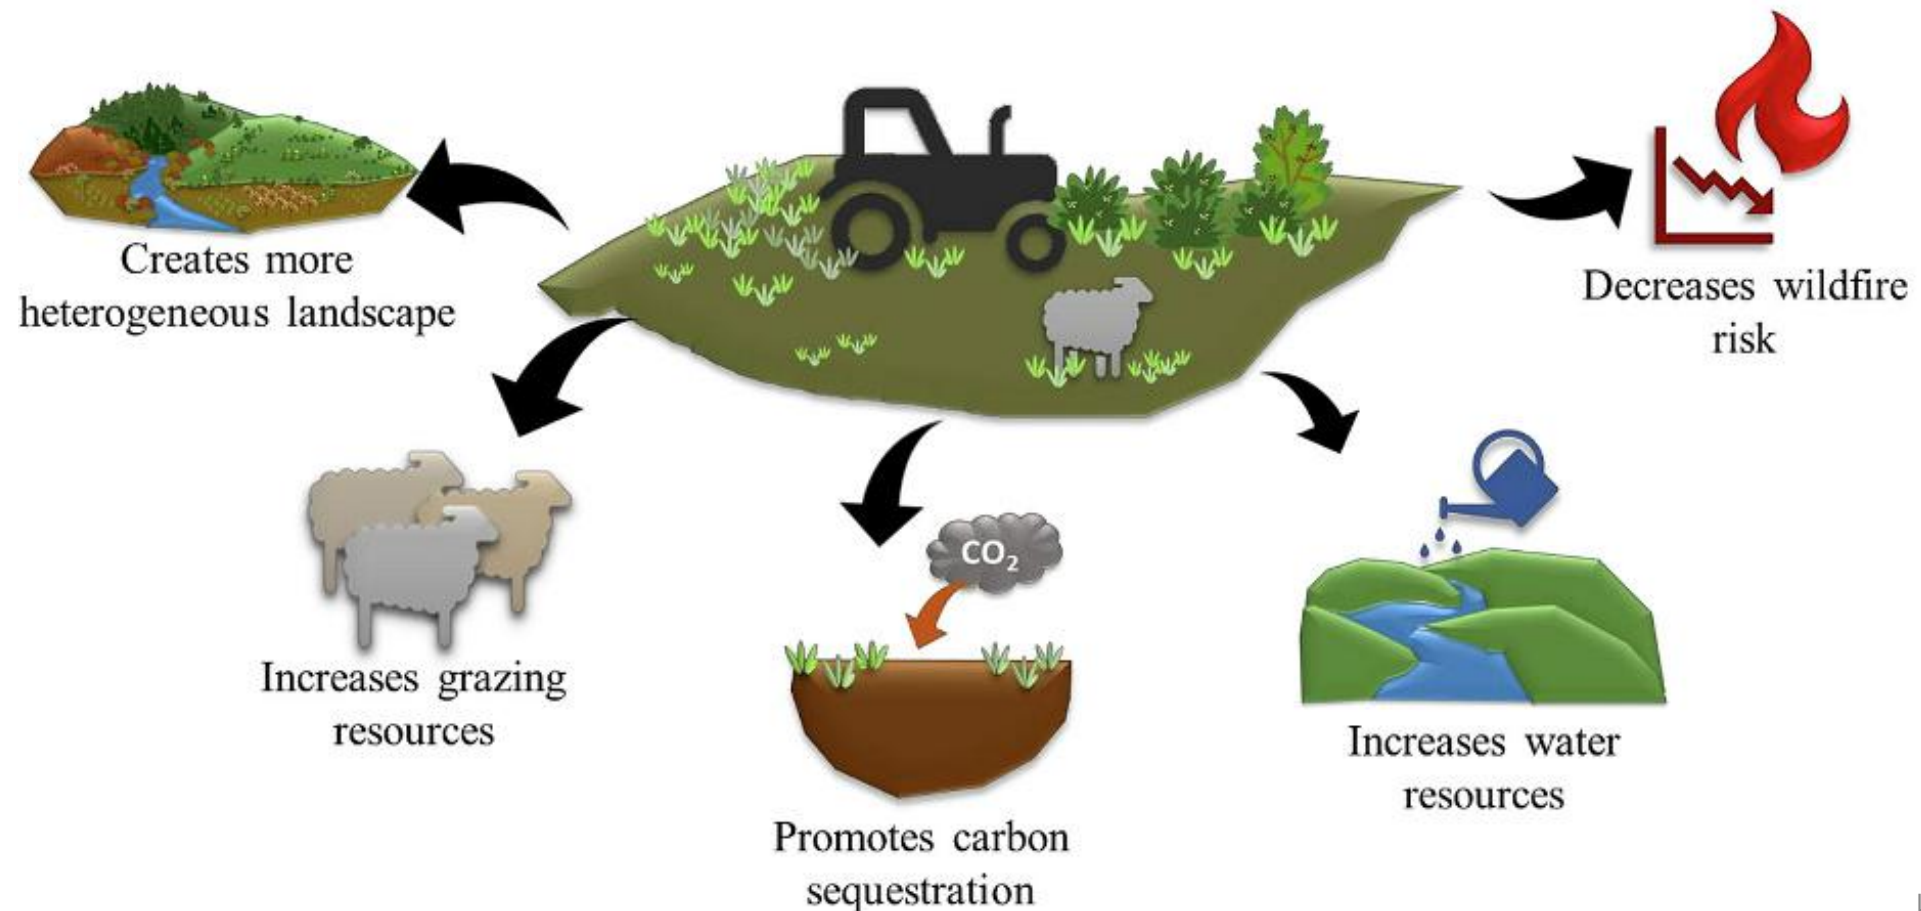 Creates more
heterogeneous landscape
Decreases wildfire
risk
Increases grazing
resources
CO₂
Promotes carbon
sequestration
Increases water
resources